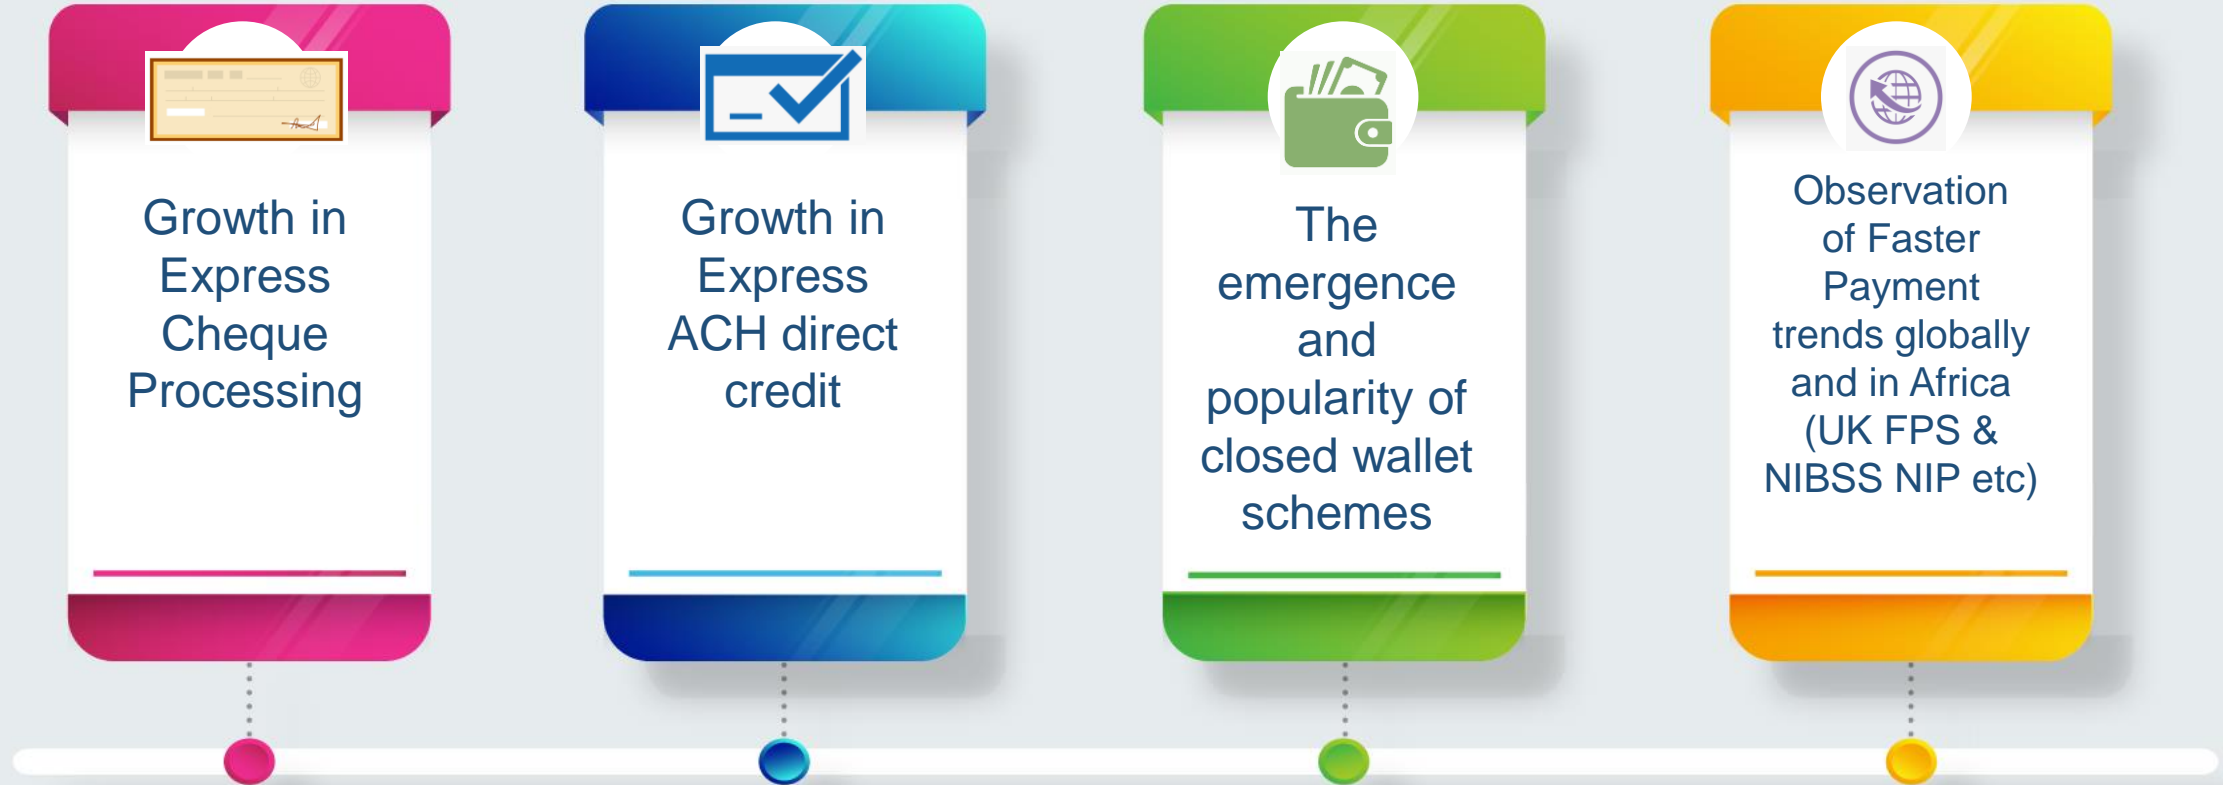 Growth in
Express
Cheque
Processing
Growth in
Express
ACH direct
credit
The
emergence
and
popularity of
closed wallet
schemes
Observation
of Faster
Payment
trends globally
and in Africa
(UK FPS &
NIBSS NIP etc)